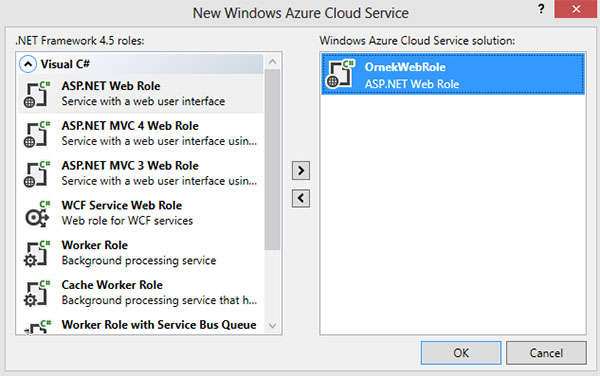 New Windows Azure Cloud Service
?
.NET Framework 4.5 roles:
Visual C#
C#
ASP.NET Web Role
Service with a web user interface
C#
ASP.NET MVC 4 Web Role
Service with a web user interface usin...
C#
ASP.NET MVC 3 Web Role
Service with a web user interface usin...
C#
WCF Service Web Role
Web role for WCF services
C#
Worker Role
Background processing service
C#
Cache Worker Role
Background processing service that h...
C#
Worker Role with Service Bus Queue
Windows Azure Cloud Service solution:
C#
OrnekWebRole
ASP.NET Web Role
OK
Cancel